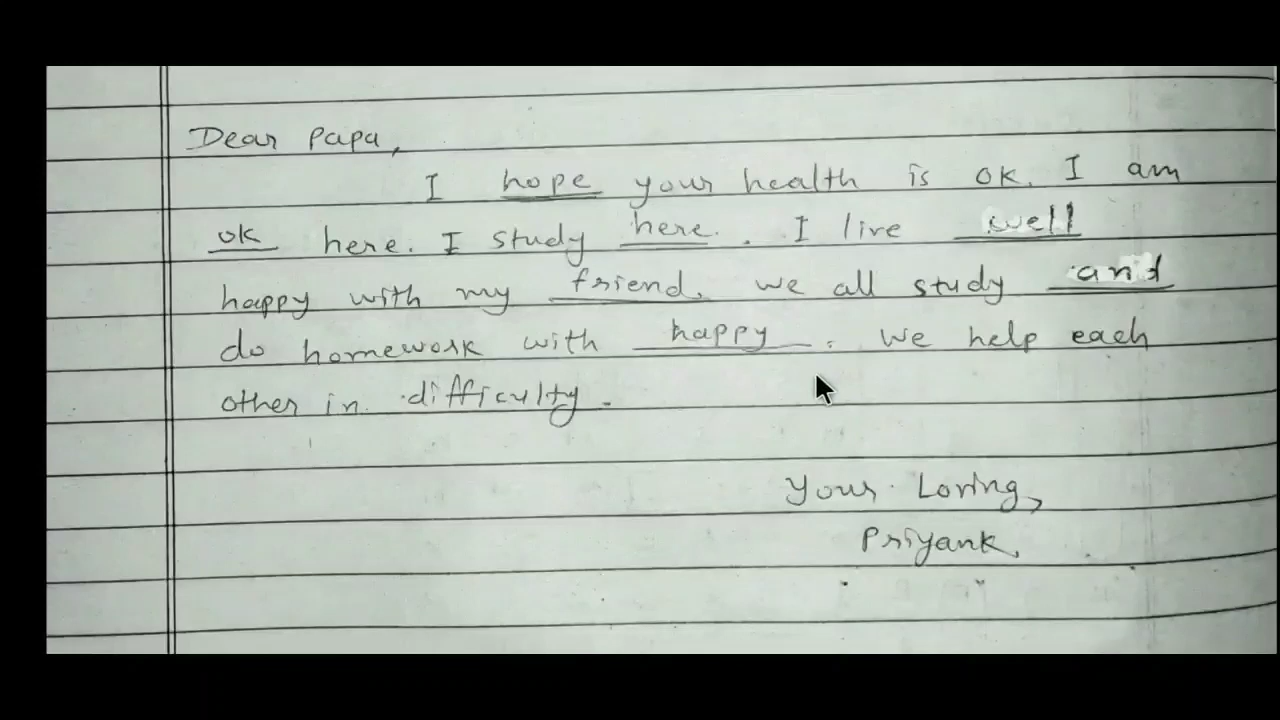 Dear Papa,
I hope your health is ok. I am
ok here. I study here. I live well
happy with my friend. we all study and
do homework with happy. We help each
other in difficulty.
Your Loving,
Priyank.